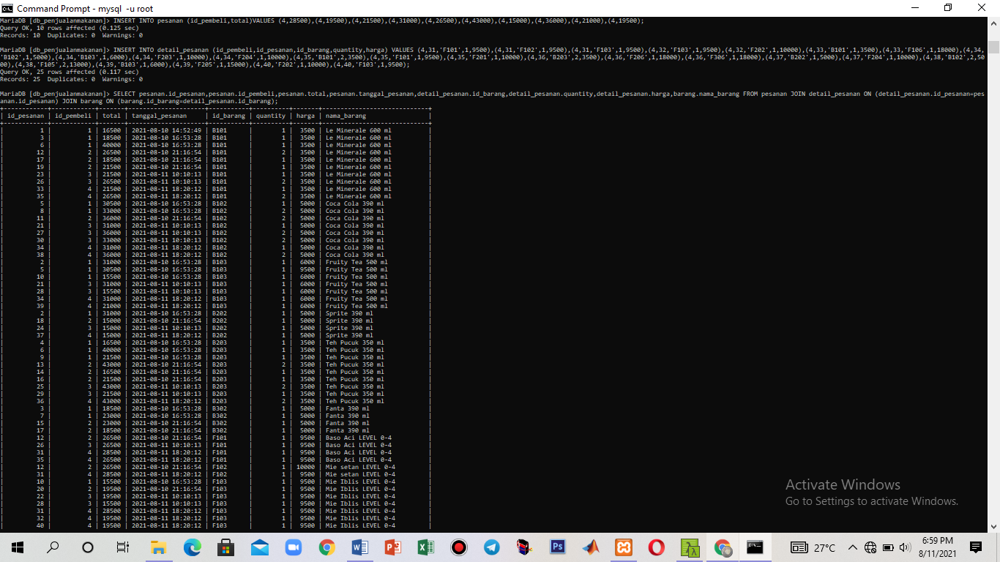 Command Prompt - mysql  -u root
MariaDB [db_penjualanmakanan]> INSERT INTO pesanan (id_pembeli,total)VALUES (4,28500),(4,19500),(4,21500),(4,31000),(4,26500),(4,43000),(4,15000),(4,36000),(4,21000),(4,19500);
Query OK, 10 rows affected (0.125 sec)
Records: 10  Duplicates: 0  Warnings: 0
MariaDB [db_penjualanmakanan]> INSERT INTO detail_pesanan (id_pembeli,id_pesanan,id_barang,quantity,harga) VALUES (4,31,'F101',1,9500),(4,31,'F102',1,9500),(4,31,'F103',1,9500),(4,32,'F103',1,9500),(4,32,'F202',1,10000),(4,33,'B101',1,3500),(4,33,'F106',1,18000),(4,34,
'B102',1,5000),(4,34,'B103',1,6000),(4,34,'F203',1,10000),(4,34,'F204',1,10000),(4,35,'B101',2,3500),(4,35,'F101',1,9500),(4,35,'F201',1,10000),(4,36,'B203',2,3500),(4,36,'F206',1,18000),(4,36,'F306',1,18000),(4,37,'B202',1,5000),(4,37,'F204',1,10000),(4,38,'B102',2,500
0),(4,38,'F105',2,13000),(4,39,'B103',1,6000),(4,39,'F205',1,15000),(4,40,'F202',1,10000),(4,40,'F103',1,9500);
Query OK, 25 rows affected (0.117 sec)
Records: 25  Duplicates: 0  Warnings: 0
MariaDB [db_penjualanmakanan]> SELECT pesanan.id_pesanan,pesanan.id_pembeli,pesanan.total,pesanan.tanggal_pesanan,detail_pesanan.id_barang,detail_pesanan.quantity,detail_pesanan.harga,barang.nama_barang FROM pesanan JOIN detail_pesanan ON (detail_pesanan.id_pesanan=pes
anan.id_pesanan) JOIN barang ON (barang.id_barang=detail_pesanan.id_barang);
| id_pesanan | id_pembeli | total | tanggal_pesanan | id_barang | quantity | harga | nama_barang |
| 1 | 1 | 16500 | 2021-08-10 14:52:49 | B101 | 1 | 3500 | Le Minerale 600 ml |
| 3 | 1 | 18500 | 2021-08-10 16:53:28 | B101 | 1 | 3500 | Le Minerale 600 ml |
| 6 | 1 | 40000 | 2021-08-10 16:53:28 | B101 | 1 | 3500 | Le Minerale 600 ml |
| 12 | 2 | 26500 | 2021-08-10 21:16:54 | B101 | 2 | 3500 | Le Minerale 600 ml |
| 17 | 2 | 18500 | 2021-08-10 21:16:54 | B101 | 1 | 3500 | Le Minerale 600 ml |
| 19 | 2 | 21500 | 2021-08-10 21:16:54 | B101 | 1 | 3500 | Le Minerale 600 ml |
| 23 | 3 | 21500 | 2021-08-11 10:10:13 | B101 | 1 | 3500 | Le Minerale 600 ml |
| 26 | 3 | 26500 | 2021-08-11 10:10:13 | B101 | 2 | 3500 | Le Minerale 600 ml |
| 33 | 4 | 21500 | 2021-08-11 18:20:12 | B101 | 1 | 3500 | Le Minerale 600 ml |
| 35 | 4 | 26500 | 2021-08-11 18:20:12 | B101 | 2 | 3500 | Le Minerale 600 ml |
| 5 | 1 | 30500 | 2021-08-10 16:53:28 | B102 | 1 | 5000 | Coca Cola 390 ml |
| 8 | 1 | 33000 | 2021-08-10 16:53:28 | B102 | 2 | 5000 | Coca Cola 390 ml |
| 11 | 2 | 36000 | 2021-08-10 21:16:54 | B102 | 2 | 5000 | Coca Cola 390 ml |
| 21 | 3 | 31000 | 2021-08-11 10:10:13 | B102 | 1 | 5000 | Coca Cola 390 ml |
| 27 | 3 | 36000 | 2021-08-11 10:10:13 | B102 | 2 | 5000 | Coca Cola 390 ml |
| 30 | 3 | 33000 | 2021-08-11 10:10:13 | B102 | 2 | 5000 | Coca Cola 390 ml |
| 34 | 4 | 31000 | 2021-08-11 18:20:12 | B102 | 1 | 5000 | Coca Cola 390 ml |
| 38 | 4 | 36000 | 2021-08-11 18:20:12 | B102 | 2 | 5000 | Coca Cola 390 ml |
| 2 | 1 | 31000 | 2021-08-10 16:53:28 | B103 | 1 | 6000 | Fruity Tea 500 ml |
| 5 | 1 | 30500 | 2021-08-10 16:53:28 | B103 | 1 | 9500 | Fruity Tea 500 ml |
| 10 | 1 | 15500 | 2021-08-10 16:53:28 | B103 | 1 | 6000 | Fruity Tea 500 ml |
| 21 | 3 | 31000 | 2021-08-11 10:10:13 | B103 | 1 | 6000 | Fruity Tea 500 ml |
| 28 | 3 | 15500 | 2021-08-11 10:10:13 | B103 | 1 | 6000 | Fruity Tea 500 ml |
| 34 | 4 | 31000 | 2021-08-11 18:20:12 | B103 | 1 | 6000 | Fruity Tea 500 ml |
| 39 | 4 | 21000 | 2021-08-11 18:20:12 | B103 | 1 | 6000 | Fruity Tea 500 ml |
| 2 | 1 | 31000 | 2021-08-10 16:53:28 | B202 | 1 | 5000 | Sprite 390 ml |
| 18 | 2 | 15000 | 2021-08-10 21:16:54 | B202 | 1 | 5000 | Sprite 390 ml |
| 24 | 3 | 15000 | 2021-08-11 10:10:13 | B202 | 1 | 5000 | Sprite 390 ml |
| 37 | 4 | 15000 | 2021-08-11 18:20:12 | B202 | 1 | 5000 | Sprite 390 ml |
| 4 | 1 | 16500 | 2021-08-10 16:53:28 | B203 | 1 | 3500 | Teh Pucuk 350 ml |
| 6 | 1 | 40000 | 2021-08-10 16:53:28 | B203 | 1 | 3500 | Teh Pucuk 350 ml |
| 9 | 1 | 21500 | 2021-08-10 16:53:28 | B203 | 1 | 3500 | Teh Pucuk 350 ml |
| 13 | 2 | 43000 | 2021-08-10 21:16:54 | B203 | 2 | 3500 | Teh Pucuk 350 ml |
| 14 | 2 | 16500 | 2021-08-10 21:16:54 | B203 | 1 | 3500 | Teh Pucuk 350 ml |
| 16 | 2 | 21500 | 2021-08-10 21:16:54 | B203 | 1 | 3500 | Teh Pucuk 350 ml |
| 25 | 3 | 43000 | 2021-08-11 10:10:13 | B203 | 2 | 3500 | Teh Pucuk 350 ml |
| 29 | 3 | 21500 | 2021-08-11 10:10:13 | B203 | 1 | 3500 | Teh Pucuk 350 ml |
| 36 | 4 | 43000 | 2021-08-11 18:20:12 | B203 | 2 | 3500 | Teh Pucuk 350 ml |
| 3 | 1 | 18500 | 2021-08-10 16:53:28 | B302 | 1 | 5000 | Fanta 390 ml |
| 7 | 1 | 23000 | 2021-08-10 16:53:28 | B302 | 1 | 5000 | Fanta 390 ml |
| 15 | 2 | 23000 | 2021-08-10 21:16:54 | B302 | 1 | 5000 | Fanta 390 ml |
| 17 | 2 | 18500 | 2021-08-10 21:16:54 | B302 | 1 | 5000 | Fanta 390 ml |
| 12 | 2 | 26500 | 2021-08-10 21:16:54 | F101 | 1 | 9500 | Baso Aci LEVEL 0-4 |
| 26 | 3 | 26500 | 2021-08-11 10:10:13 | F101 | 1 | 9500 | Baso Aci LEVEL 0-4 |
| 31 | 4 | 28500 | 2021-08-11 18:20:12 | F101 | 1 | 9500 | Baso Aci LEVEL 0-4 |
| 35 | 4 | 26500 | 2021-08-11 18:20:12 | F101 | 1 | 9500 | Baso Aci LEVEL 0-4 |
| 12 | 2 | 26500 | 2021-08-10 21:16:54 | F102 | 1 | 10000 | Mie setan LEVEL 0-4 |
| 31 | 4 | 28500 | 2021-08-11 18:20:12 | F102 | 1 | 9500 | Mie setan LEVEL 0-4 |
| 10 | 1 | 15500 | 2021-08-10 16:53:28 | F103 | 1 | 9500 | Mie Iblis LEVEL 0-4 |
| 20 | 2 | 19500 | 2021-08-10 21:16:54 | F103 | 1 | 9500 | Mie Iblis LEVEL 0-4 |
| 22 | 3 | 19500 | 2021-08-11 10:10:13 | F103 | 1 | 9500 | Mie Iblis LEVEL 0-4 |
| 28 | 3 | 15500 | 2021-08-11 10:10:13 | F103 | 1 | 9500 | Mie Iblis LEVEL 0-4 |
| 31 | 4 | 28500 | 2021-08-11 18:20:12 | F103 | 1 | 9500 | Mie Iblis LEVEL 0-4 |
| 32 | 4 | 19500 | 2021-08-11 18:20:12 | F103 | 1 | 9500 | Mie Iblis LEVEL 0-4 |
| 40 | 4 | 19500 | 2021-08-11 18:20:12 | F103 | 1 | 9500 | Mie Iblis LEVEL 0-4 |
Activate Windows
Go to Settings to activate Windows.
27°C
6:59 PM
8/11/2021